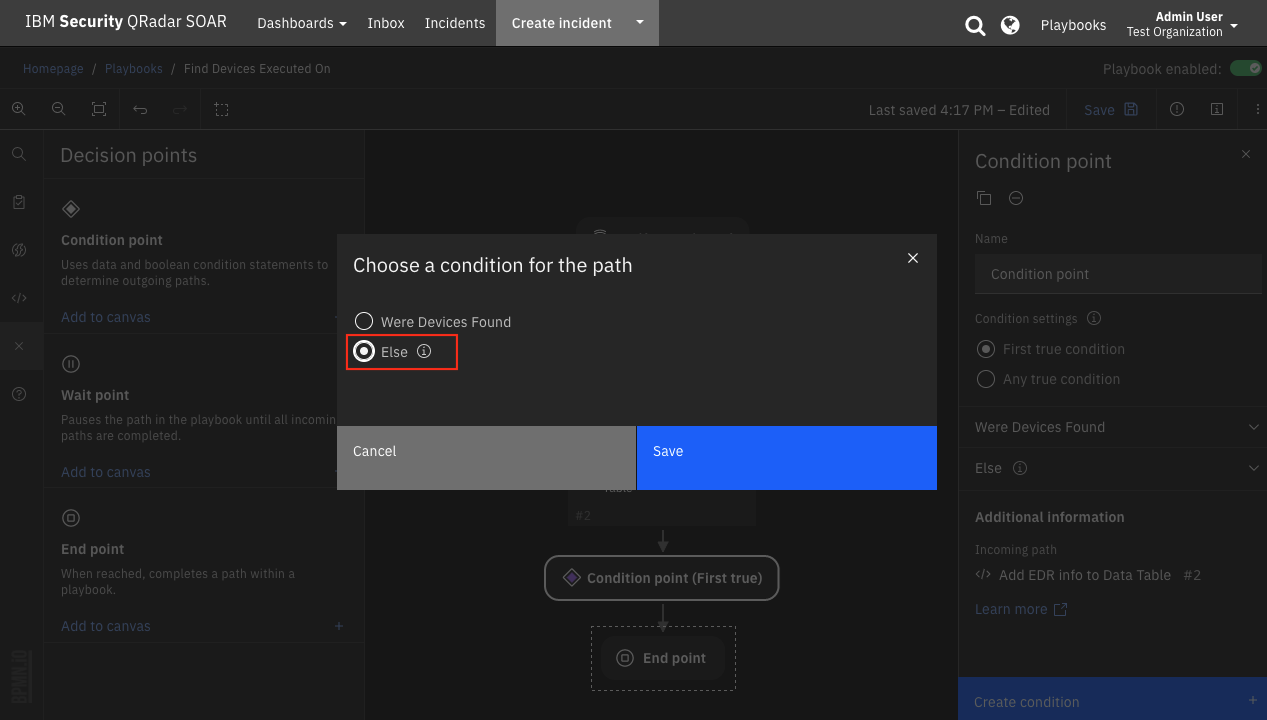 IBM Security QRadar SOAR
Dashboards
Inbox
Incidents
Create incident
Playbooks
Admin User
Test Organization
Homepage / Playbooks / Find Devices Executed On
Playbook enabled:
Last saved 4:17 PM – Edited
Save
Decision points
Condition point
Uses data and boolean condition statements to
determine outgoing paths.
Add to canvas
Wait point
Pauses the path in the playbook until all incomin
paths are completed.
Add to canvas
End point
When reached, completes a path within a
playbook.
Add to canvas
BPMN.IO
Choose a condition for the path
Were Devices Found
Else
Cancel
Save
Table
#2
Condition point (First true)
End point
Condition point
Name
Condition point
Condition settings
First true condition
Any true condition
Were Devices Found
Else
Additional information
Incoming path
</> Add EDR info to Data Table #2
Learn more
Create condition